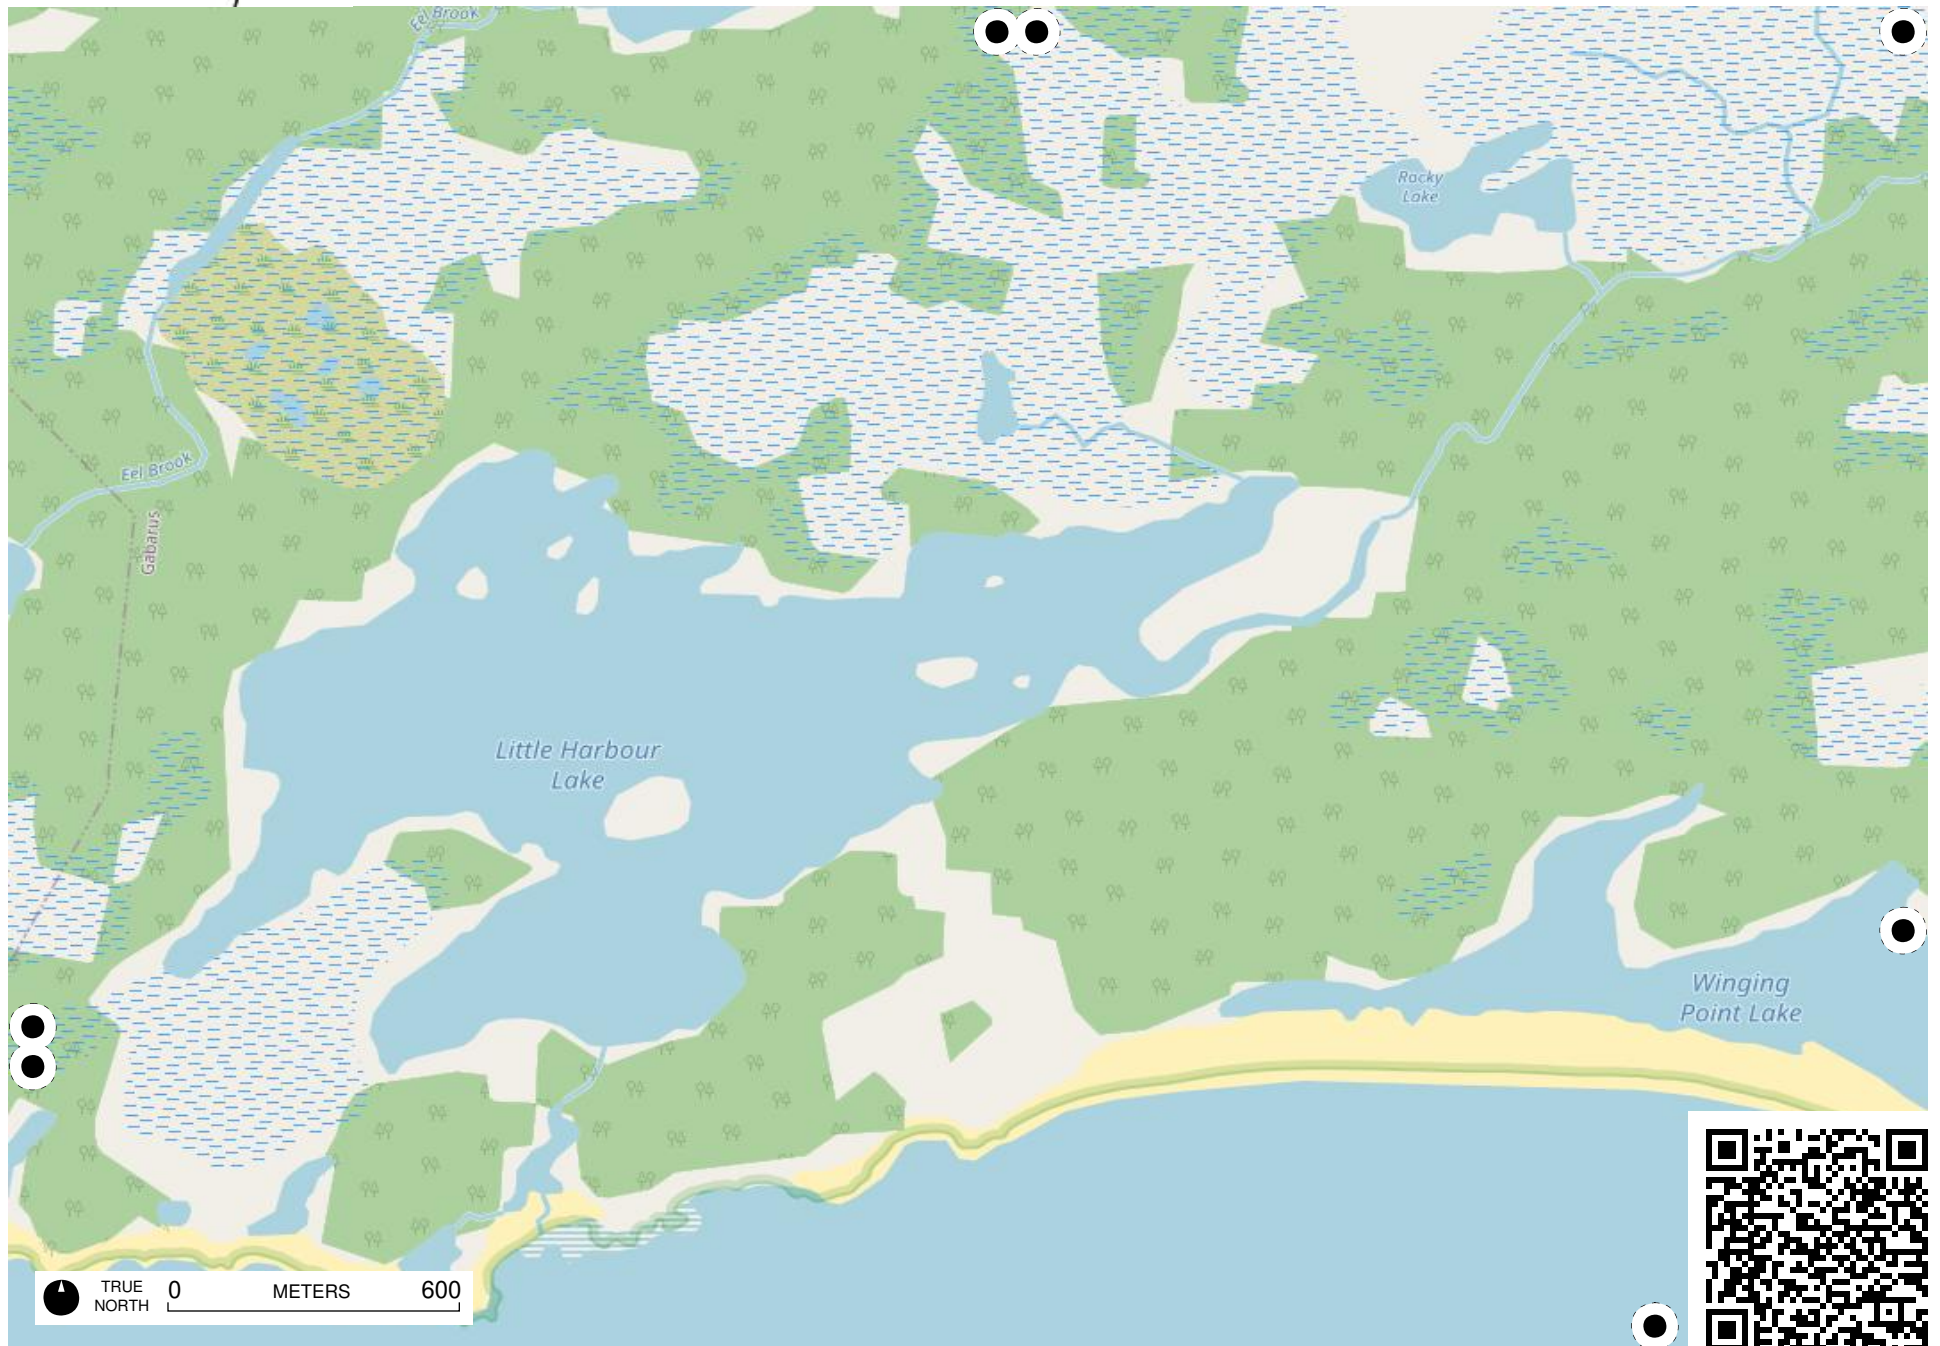 Eel Brook
Rocky
Lake
Eel Brook
Gabarus
Little Harbour
Lake
Winging
Point Lake
TRUE
NORTH
0
METERS
600